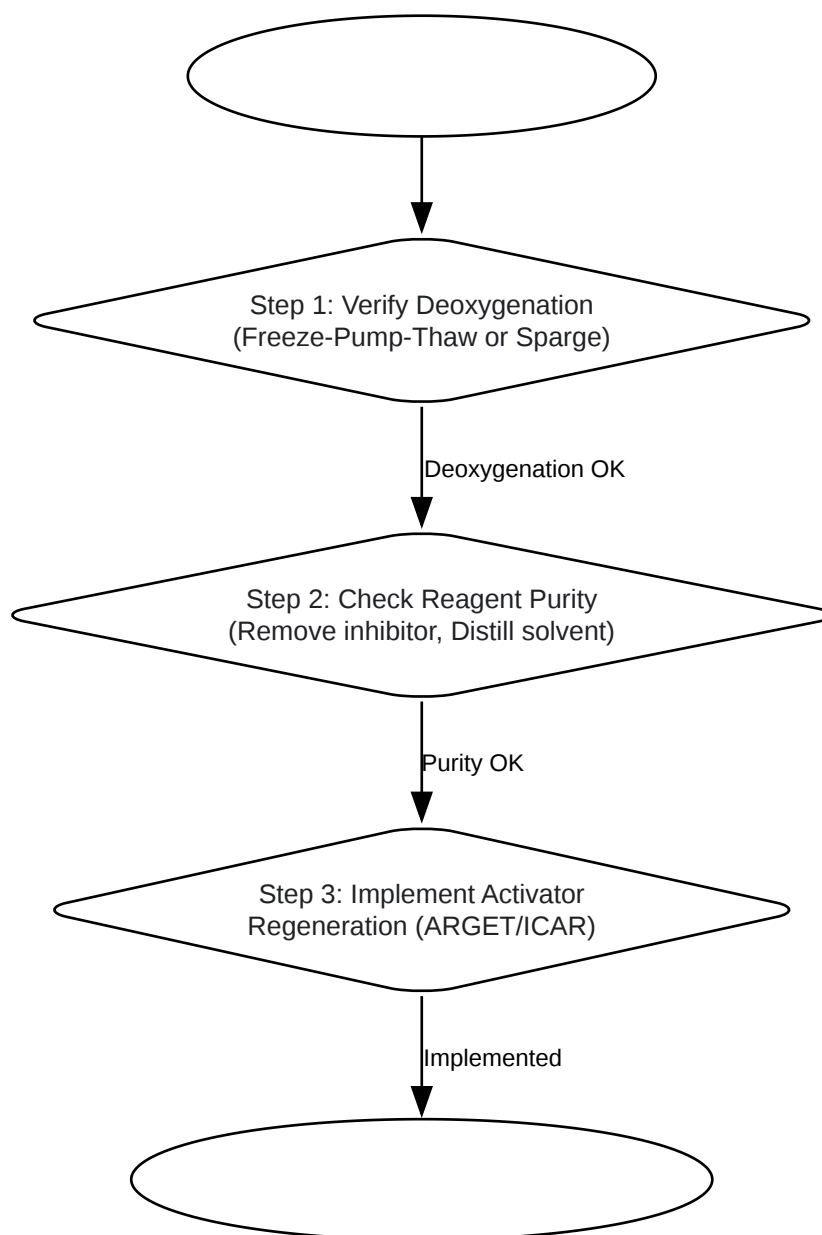 Step 1: Verify Deoxygenation
(Freeze-Pump-Thaw or Sparge)
Deoxygenation OK
Step 2: Check Reagent Purity
(Remove inhibitor, Distill solvent)
Purity OK
Step 3: Implement Activator
Regeneration (ARGET/ICAR)
Implemented